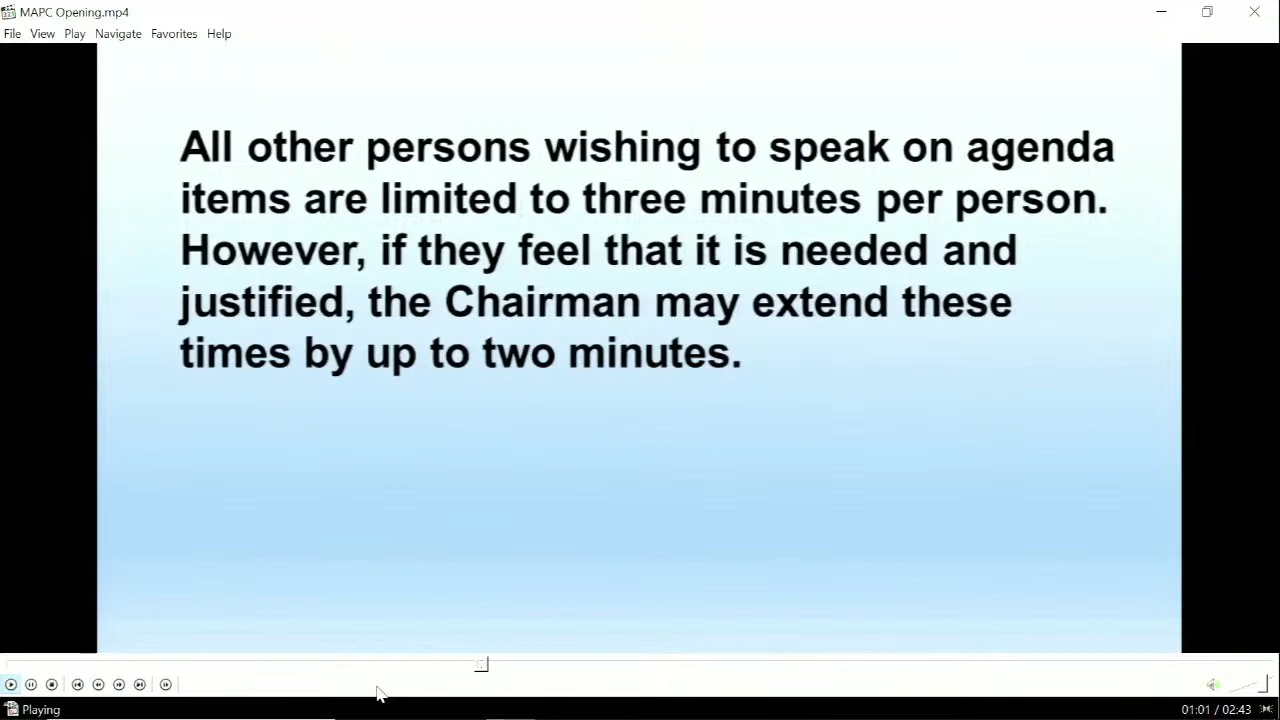 MAPC Opening.mp4
File View Play Navigate Favorites Help
All other persons wishing to speak on agenda
items are limited to three minutes per person.
However, if they feel that it is needed and
justified, the Chairman may extend these
times by up to two minutes.
Playing
01:01 / 02:43